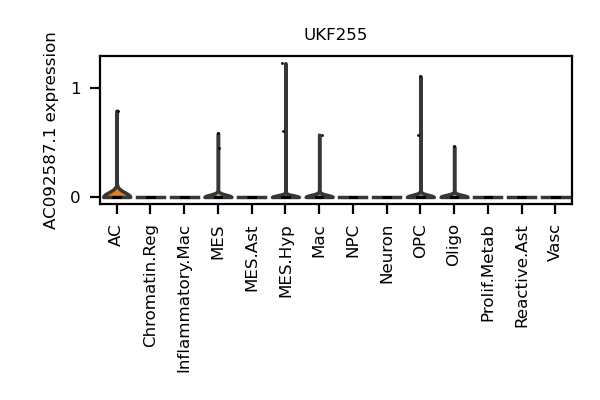 UKF255
AC092587.1 expression
1
0
AC
Chromatin.Reg
Inflammatory.Mac
MES
MES.Ast
MES.Hyp
Mac
NPC
Neuron
OPC
Oligo
Prolif.Metab
Reactive.Ast
Vasc